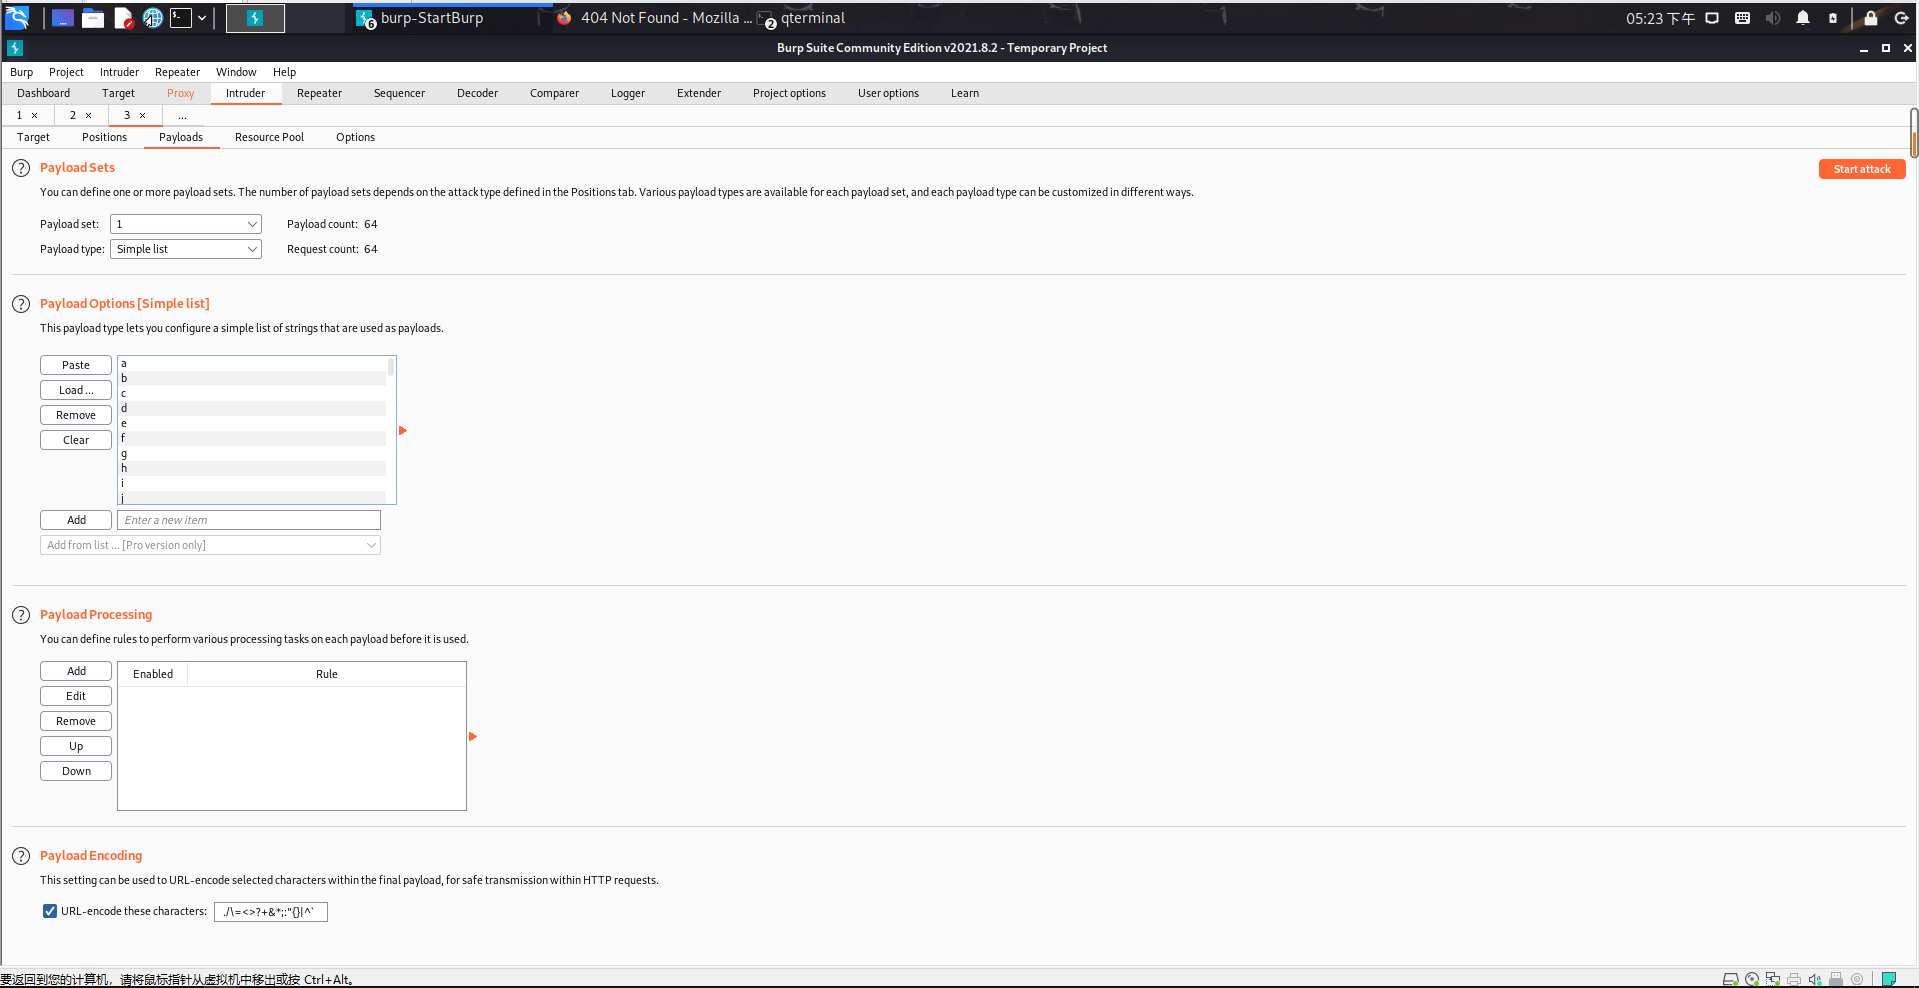 burp-StartBurp 404 Not Found - Mozilla ... qterminal 05:23 下午
6 2
Burp Suite Community Edition v2021.8.2 - Temporary Project
Burp Project Intruder Repeater Window Help
Dashboard Target Proxy Intruder Repeater Sequencer Decoder Comparer Logger Extender Project options User options Learn
1 × 2 × 3 × ...
Target Positions Payloads Resource Pool Options
? Payload Sets Start attack
You can define one or more payload sets. The number of payload sets depends on the attack type defined in the Positions tab. Various payload types are available for each payload set, and each payload type can be customized in different ways.
Payload set: 1 Payload count: 64
Payload type: Simple list Request count: 64
? Payload Options [Simple list]
This payload type lets you configure a simple list of strings that are used as payloads.
Paste
Load ...
Remove
Clear
a
b
c
d
e
f
g
h
i
j
Add Enter a new item
Add from list ... [Pro version only]
? Payload Processing
You can define rules to perform various processing tasks on each payload before it is used.
Add
Edit
Remove
Up
Down
Enabled Rule
? Payload Encoding
This setting can be used to URL-encode selected characters within the final payload, for safe transmission within HTTP requests.
URL-encode these characters: ./\=<>?+&*;:"{}|^`
要返回到您的计算机，请将鼠标指针从虚拟机中移出或按 Ctrl+Alt。